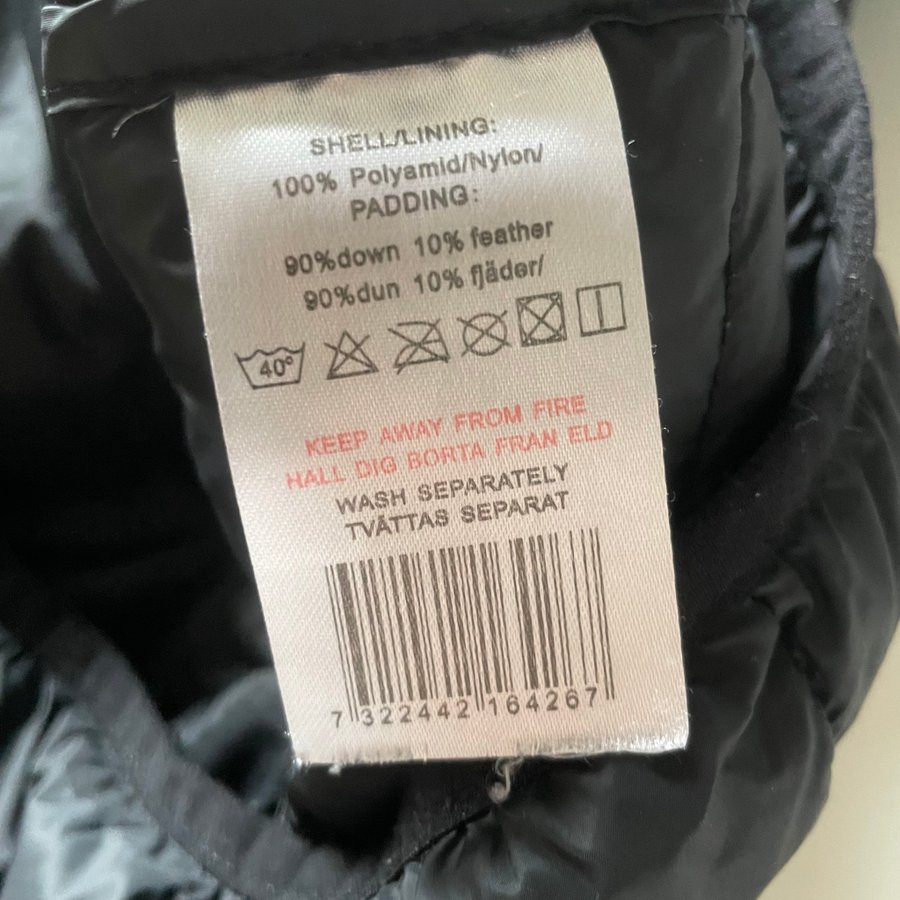 SHELL/LINING:
100% Polyamid/Nylon/
PADDING:
90%down 10%feather
90%dun 10%fjäder/
40°
KEEP AWAY FROM FIRE
HALL DIG BORTA FRAN ELD
WASH SEPARATELY
TVÄTTAS SEPARAT
7 322442 164267